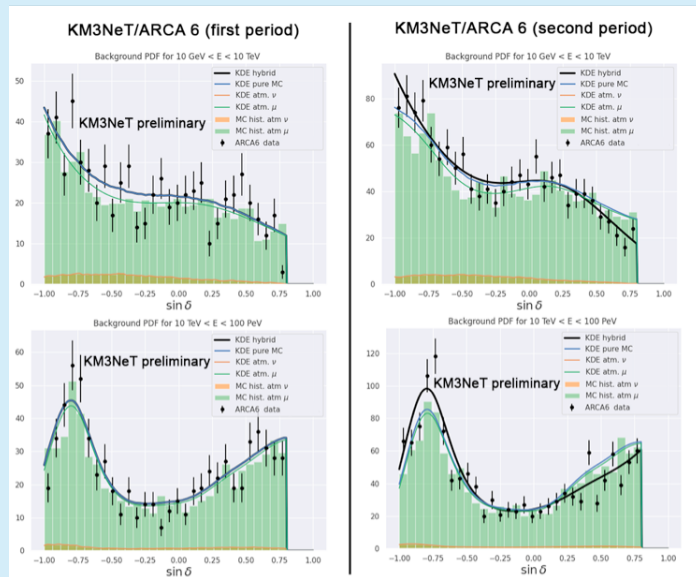 KM3NeT/ARCA 6 (first period)
Background PDF for 10 GeV < E < 10 TeV
KDE hybrid
KDE pure MC
KDE atm. ν
KDE atm. μ
MC hist. atm ν
MC hist. atm μ
ARCA6 data
KM3NeT preliminary
50
40
30
20
10
0
-1.00 -0.75 -0.50 -0.25 0.00 0.25 0.50 0.75 1.00
sin δ
Background PDF for 10 TeV < E < 100 PeV
KDE hybrid
KDE pure MC
KDE atm. ν
KDE atm. μ
MC hist. atm ν
MC hist. atm μ
ARCA6 data
KM3NeT preliminary
60
50
40
30
20
10
0
-1.00 -0.75 -0.50 -0.25 0.00 0.25 0.50 0.75 1.00
sin δ
KM3NeT/ARCA 6 (second period)
Background PDF for 10 GeV < E < 10 TeV
KDE hybrid
KDE pure MC
KDE atm. ν
KDE atm. μ
MC hist. atm ν
MC hist. atm μ
ARCA6 data
KM3NeT preliminary
80
60
40
20
0
-1.00 -0.75 -0.50 -0.25 0.00 0.25 0.50 0.75 1.00
sin δ
Background PDF for 10 TeV < E < 100 PeV
KDE hybrid
KDE pure MC
KDE atm. ν
KDE atm. μ
MC hist. atm ν
MC hist. atm μ
ARCA6 data
KM3NeT preliminary
120
100
80
60
40
20
0
-1.00 -0.75 -0.50 -0.25 0.00 0.25 0.50 0.75 1.00
sin δ